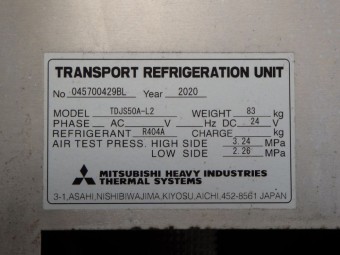 TRANSPORT REFRIGERATION UNIT
No 045700429BL Year 2020
MODEL TDJS50A-L2 WEIGHT 83 kg
PHASE AC V Hz DC 24 V
REFRIGERANT R404A CHARGE kg
AIR TEST PRESS. HIGH SIDE 3.24 MPa
LOW SIDE 2.28 MPa
MITSUBISHI HEAVY INDUSTRIES
THERMAL SYSTEMS
3-1,ASAHI,NISHIBIWAJIMA,KIYOSU,AICHI,452-8561 JAPAN